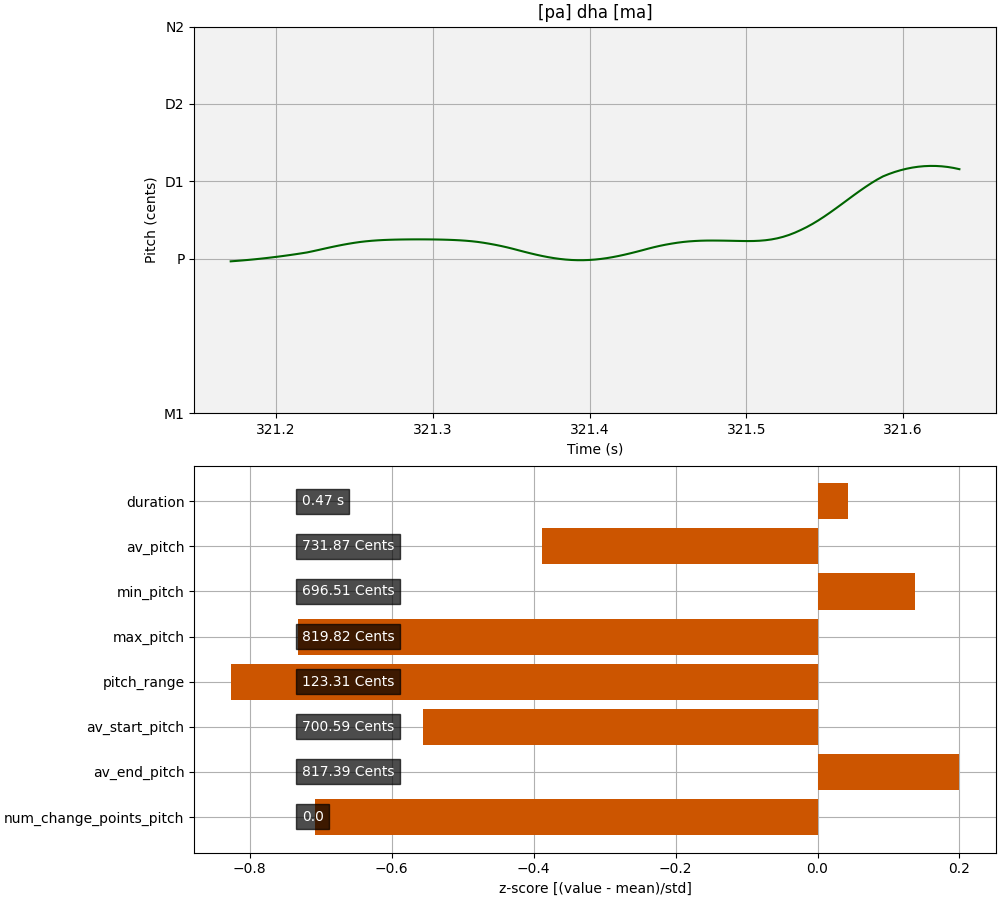 [pa] dha [ma]
N2
D2
D1
P
M1
Pitch (cents)
321.2 321.3 321.4 321.5 321.6
Time (s)
duration 0.47 s
av_pitch 731.87 Cents
min_pitch 696.51 Cents
max_pitch 819.82 Cents
pitch_range 123.31 Cents
av_start_pitch 700.59 Cents
av_end_pitch 817.39 Cents
num_change_points_pitch 0.0
−0.8 −0.6 −0.4 −0.2 0.0 0.2
z-score [(value - mean)/std]